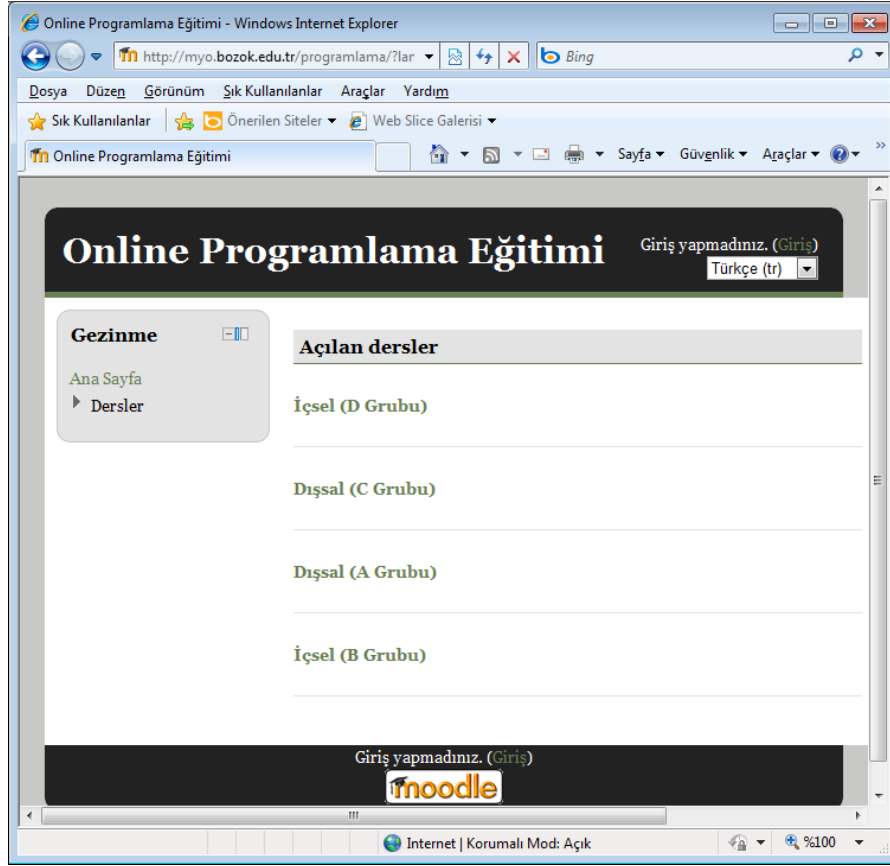 Online Programlama Eğitimi - Windows Internet Explorer
http://myo.bozok.edu.tr/programlama/?lar
Bing
Dosya Düzen Görünüm Sık Kullanılanlar Araçlar Yardım
Sık Kullanılanlar Önerilen Siteler Web Slice Galerisi
Online Programlama Eğitimi
Sayfa Güvenlik Araçlar
Online Programlama Eğitimi
Giriş yapmadınız. (Giriş)
Türkçe (tr)
Gezinme
Ana Sayfa
Dersler
Açılan dersler
İçsel (D Grubu)
Dışsal (C Grubu)
Dışsal (A Grubu)
İçsel (B Grubu)
Giriş yapmadınız. (Giriş)
moodle
Internet | Korumalı Mod: Açık
%100